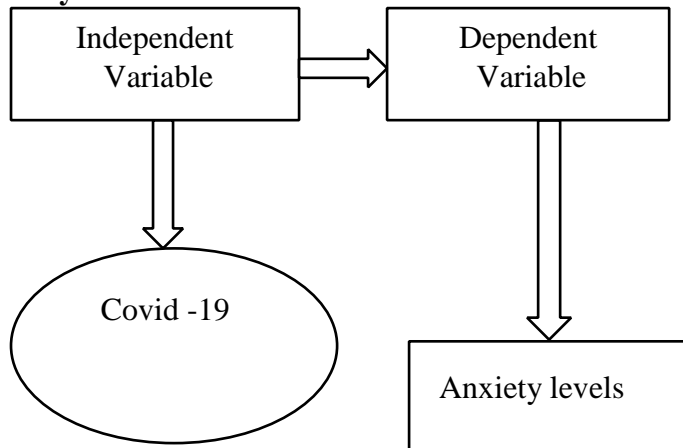 Independent
Variable
Dependent
Variable
Covid -19
Anxiety levels